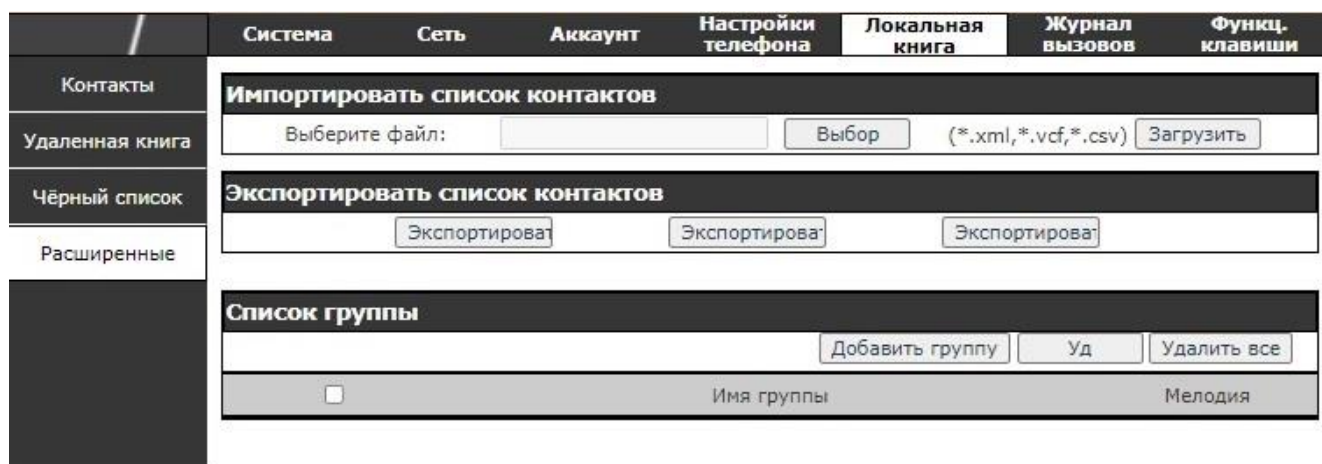 Система Сеть Аккаунт Настройки телефона Локальная книга Журнал вызовов Функц. клавиши
Контакты
Удаленная книга
Чёрный список
Расширенные
Импортировать список контактов
Выберите файл: Выбор (*.xml,*.vcf,*.csv) Загрузить
Экспортировать список контактов
Экспортироват Экспортироват Экспортироват
Список группы
Добавить группу Уд Удалить все
Имя группы Мелодия